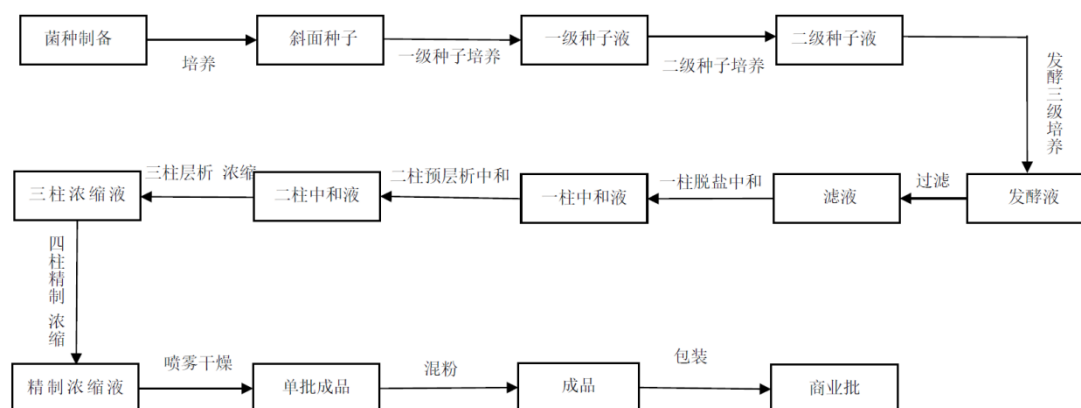 菌种制备
培养
斜面种子
一级种子培养
一级种子液
二级种子培养
二级种子液
发酵三级培养
发酵液
过滤
滤液
一柱脱盐中和
一柱中和液
二柱预层析中和
二柱中和液
三柱层析 浓缩
三柱浓缩液
四柱精制 浓缩
精制浓缩液
喷雾干燥
单批成品
混粉
成品
包装
商业批